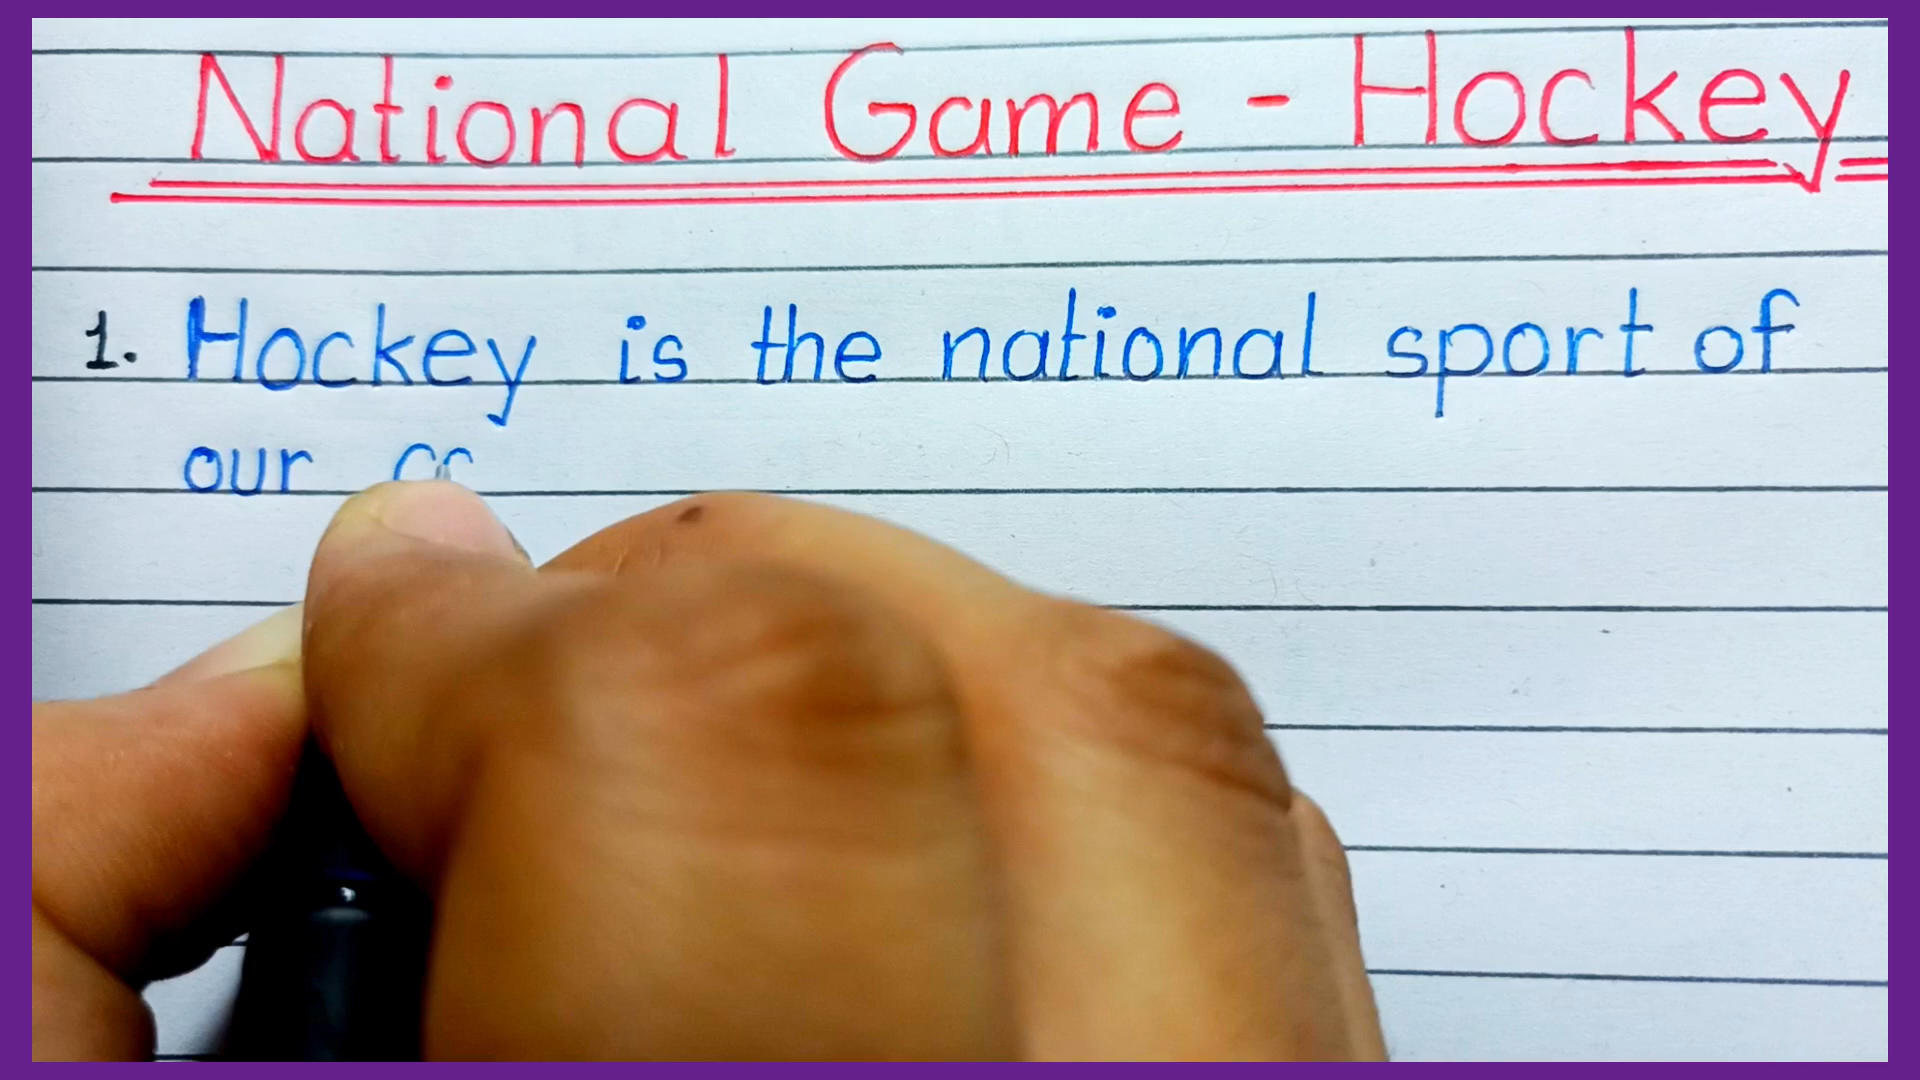 National Game - Hockey
1. Hockey is the national sport of
our